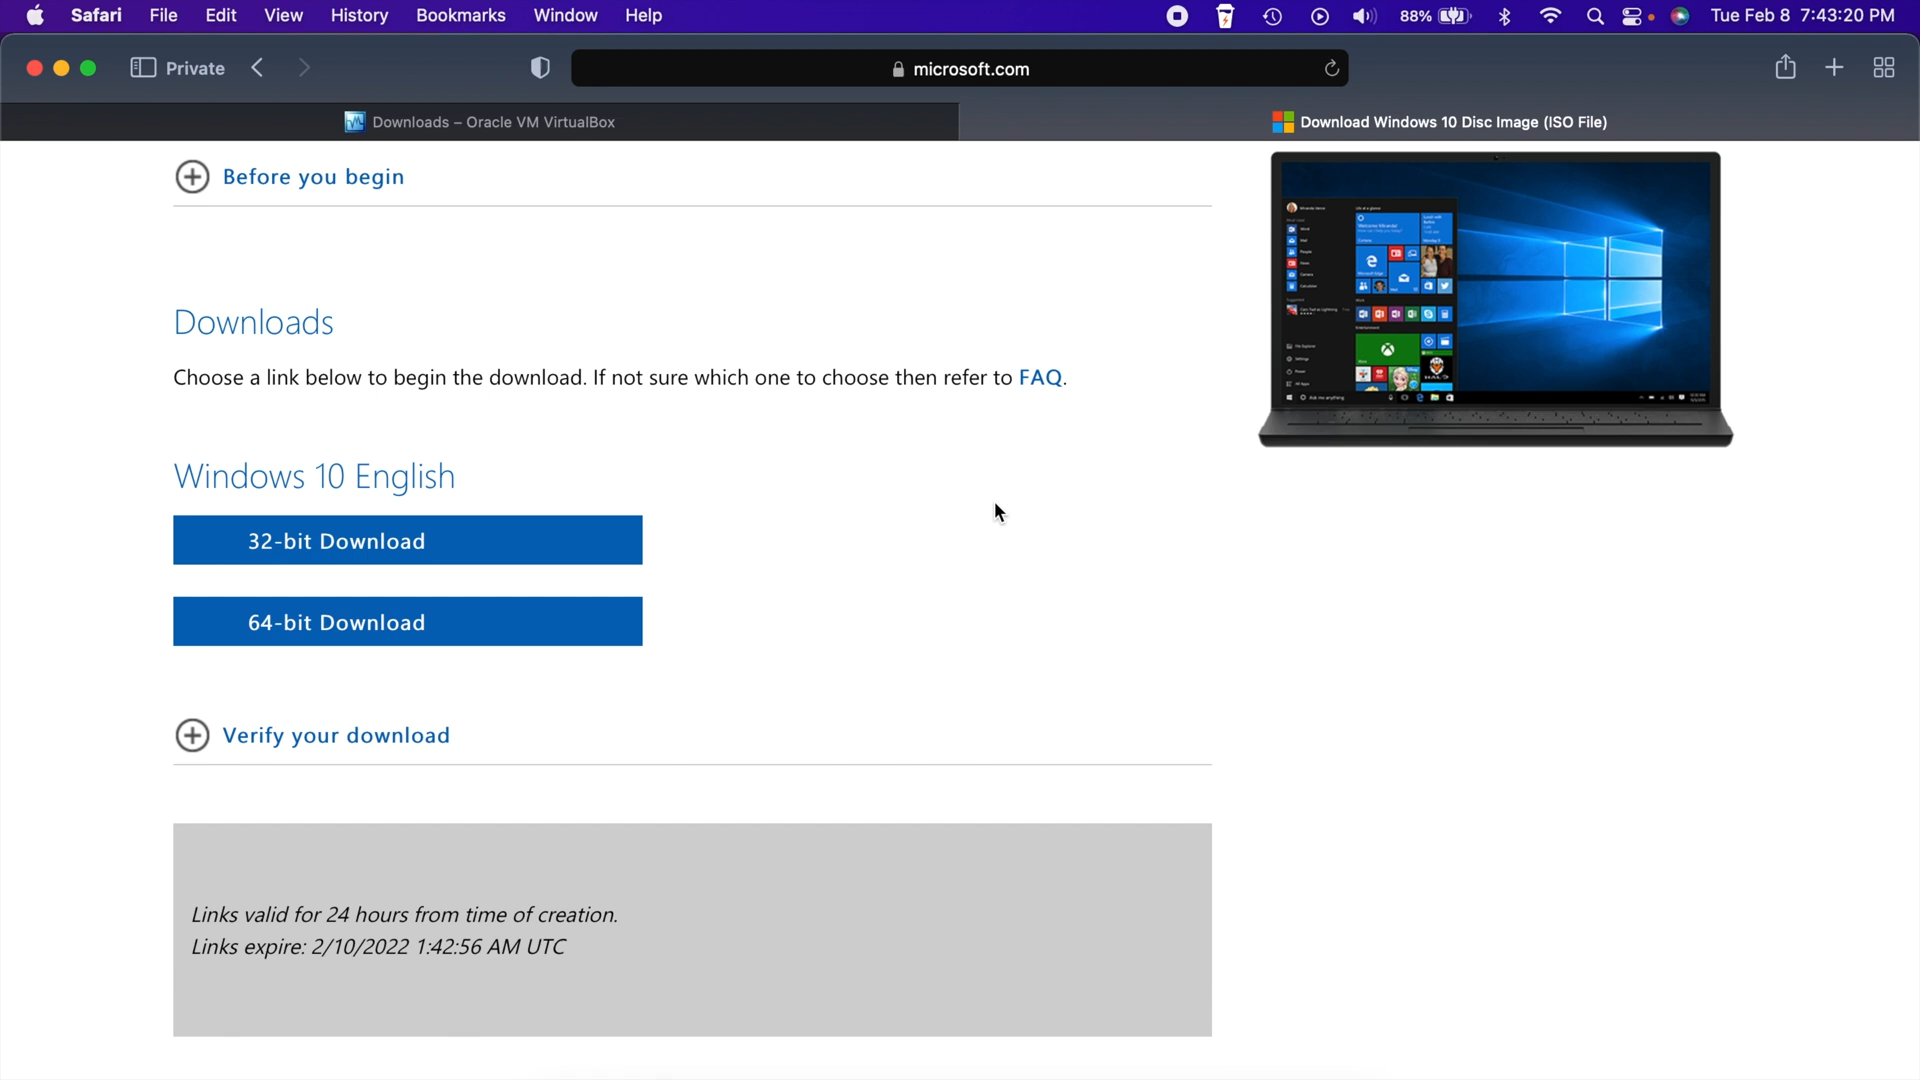 Safari File Edit View History Bookmarks Window Help 88% Tue Feb 8 7:43:20 PM
Private microsoft.com
Downloads – Oracle VM VirtualBox Download Windows 10 Disc Image (ISO File)
Before you begin
Downloads
Choose a link below to begin the download. If not sure which one to choose then refer to FAQ.
Windows 10 English
32-bit Download
64-bit Download
Verify your download
Links valid for 24 hours from time of creation.
Links expire: 2/10/2022 1:42:56 AM UTC